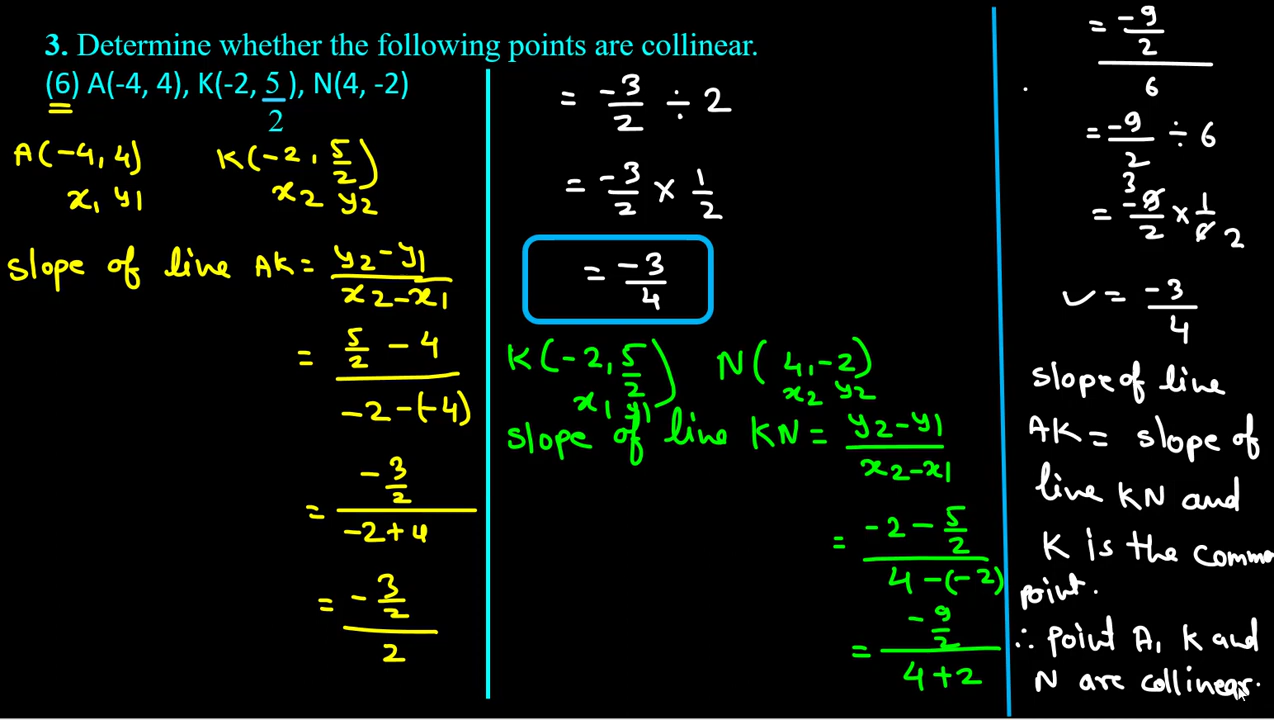 3. Determine whether the following points are collinear.
(6) A(-4, 4), K(-2, 5/2), N(4, -2)
A(-4, 4) K(-2, 5/2)
x1 y1 x2 y2
slope of line AK = y2-y1 / x2-x1
= 5/2 - 4 / -2-(-4)
= -3/2 / -2+4
= -3/2 / 2
= -3/2 ÷ 2
= -3/2 × 1/2
= -3/4
K(-2, 5/2) N(4, -2)
x1 y1 x2 y2
slope of line KN = y2-y1 / x2-x1
= -2 - 5/2 / 4-(-2)
= -9/2 / 4+2
= -9/2 / 6
= -9/2 ÷ 6
3
= -9/2 × 1/6 2
✓ = -3/4
slope of line
AK = slope of
line KN and
K is the commo
point.
∴ point A, K and
N are collinear.